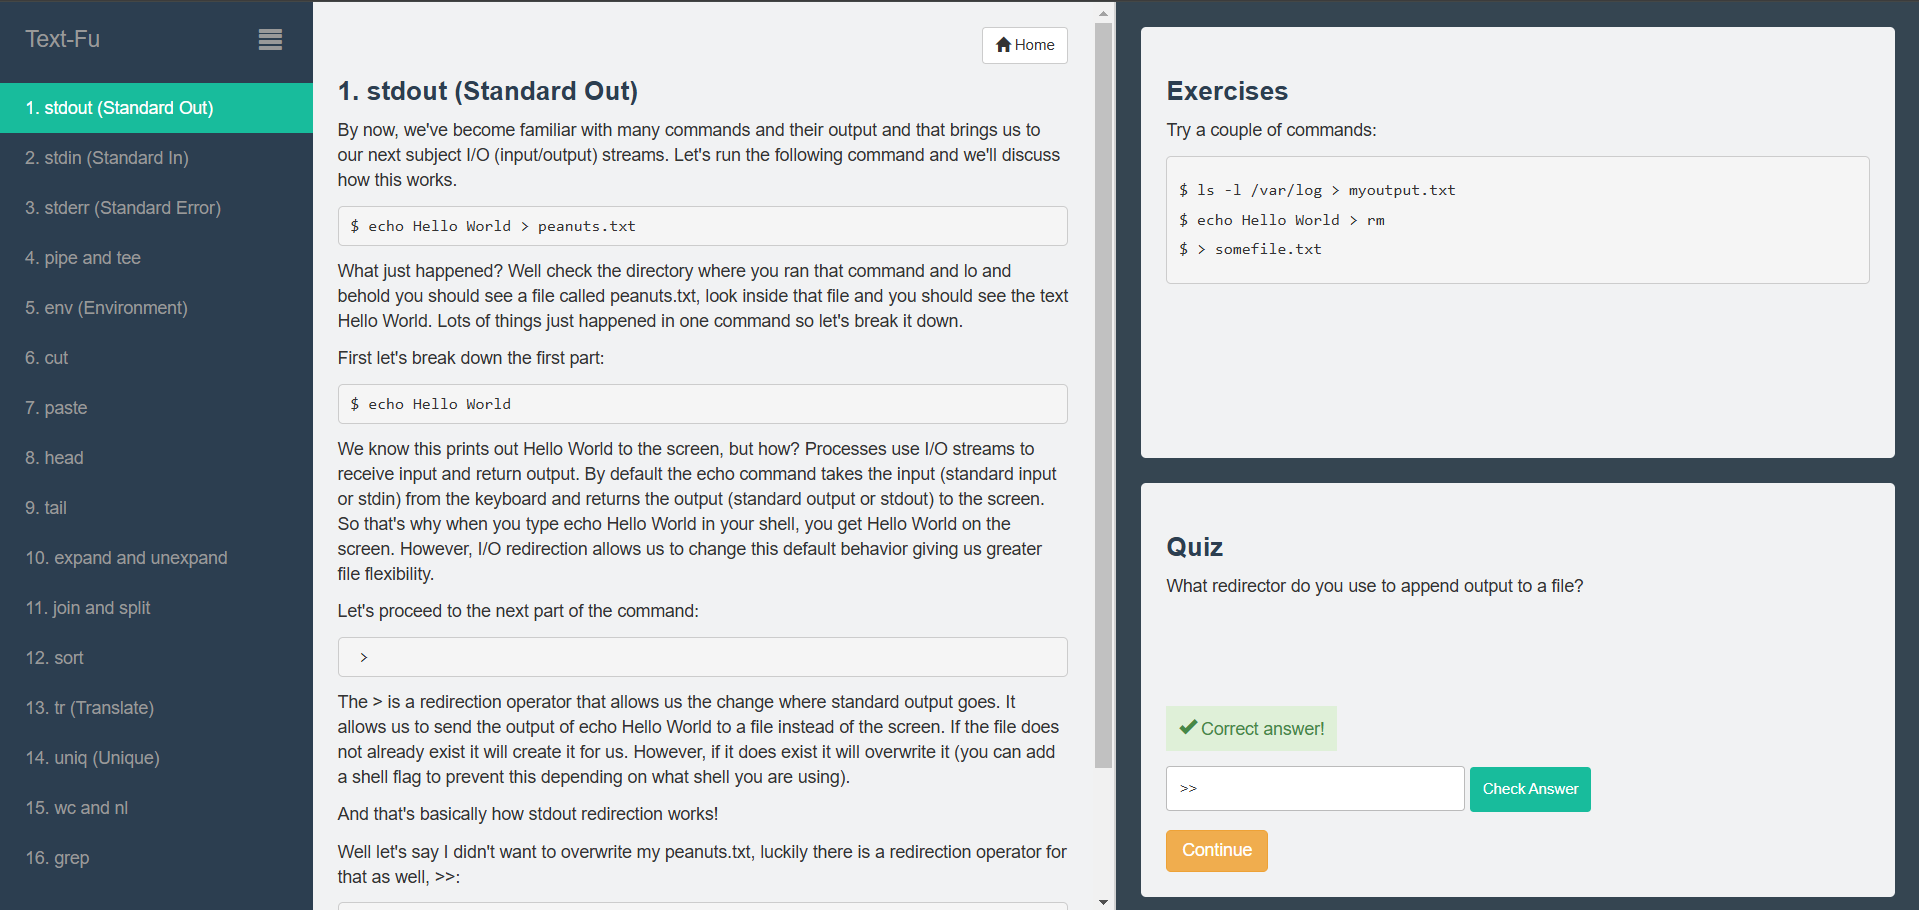 Text-Fu
1. stdout (Standard Out)
2. stdin (Standard In)
3. stderr (Standard Error)
4. pipe and tee
5. env (Environment)
6. cut
7. paste
8. head
9. tail
10. expand and unexpand
11. join and split
12. sort
13. tr (Translate)
14. uniq (Unique)
15. wc and nl
16. grep
Home
1. stdout (Standard Out)
By now, we've become familiar with many commands and their output and that brings us to
our next subject I/O (input/output) streams. Let's run the following command and we'll discuss
how this works.
$ echo Hello World > peanuts.txt
What just happened? Well check the directory where you ran that command and lo and
behold you should see a file called peanuts.txt, look inside that file and you should see the text
Hello World. Lots of things just happened in one command so let's break it down.
First let's break down the first part:
$ echo Hello World
We know this prints out Hello World to the screen, but how? Processes use I/O streams to
receive input and return output. By default the echo command takes the input (standard input
or stdin) from the keyboard and returns the output (standard output or stdout) to the screen.
So that's why when you type echo Hello World in your shell, you get Hello World on the
screen. However, I/O redirection allows us to change this default behavior giving us greater
file flexibility.
Let's proceed to the next part of the command:
>
The > is a redirection operator that allows us the change where standard output goes. It
allows us to send the output of echo Hello World to a file instead of the screen. If the file does
not already exist it will create it for us. However, if it does exist it will overwrite it (you can add
a shell flag to prevent this depending on what shell you are using).
And that's basically how stdout redirection works!
Well let's say I didn't want to overwrite my peanuts.txt, luckily there is a redirection operator for
that as well, >>:
Exercises
Try a couple of commands:
$ ls -l /var/log > myoutput.txt
$ echo Hello World > rm
$ > somefile.txt
Quiz
What redirector do you use to append output to a file?
Correct answer!
>>
Check Answer
Continue